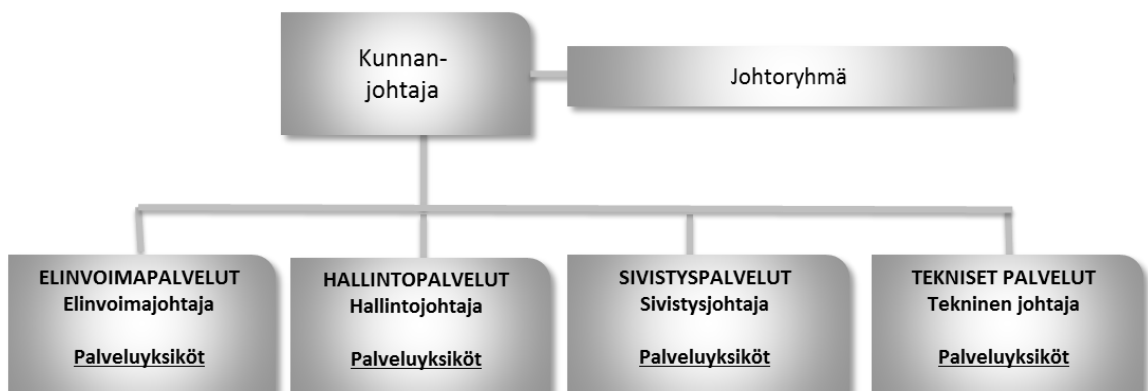 Kunnan-
johtaja
Johtoryhmä
ELINVOIMAPALVELUT
Elinvoimajohtaja
Palveluyksiköt
HALLINTOPALVELUT
Hallintojohtaja
Palveluyksiköt
SIVISTYSPALVELUT
Sivistysjohtaja
Palveluyksiköt
TEKNISET PALVELUT
Tekninen johtaja
Palveluyksiköt